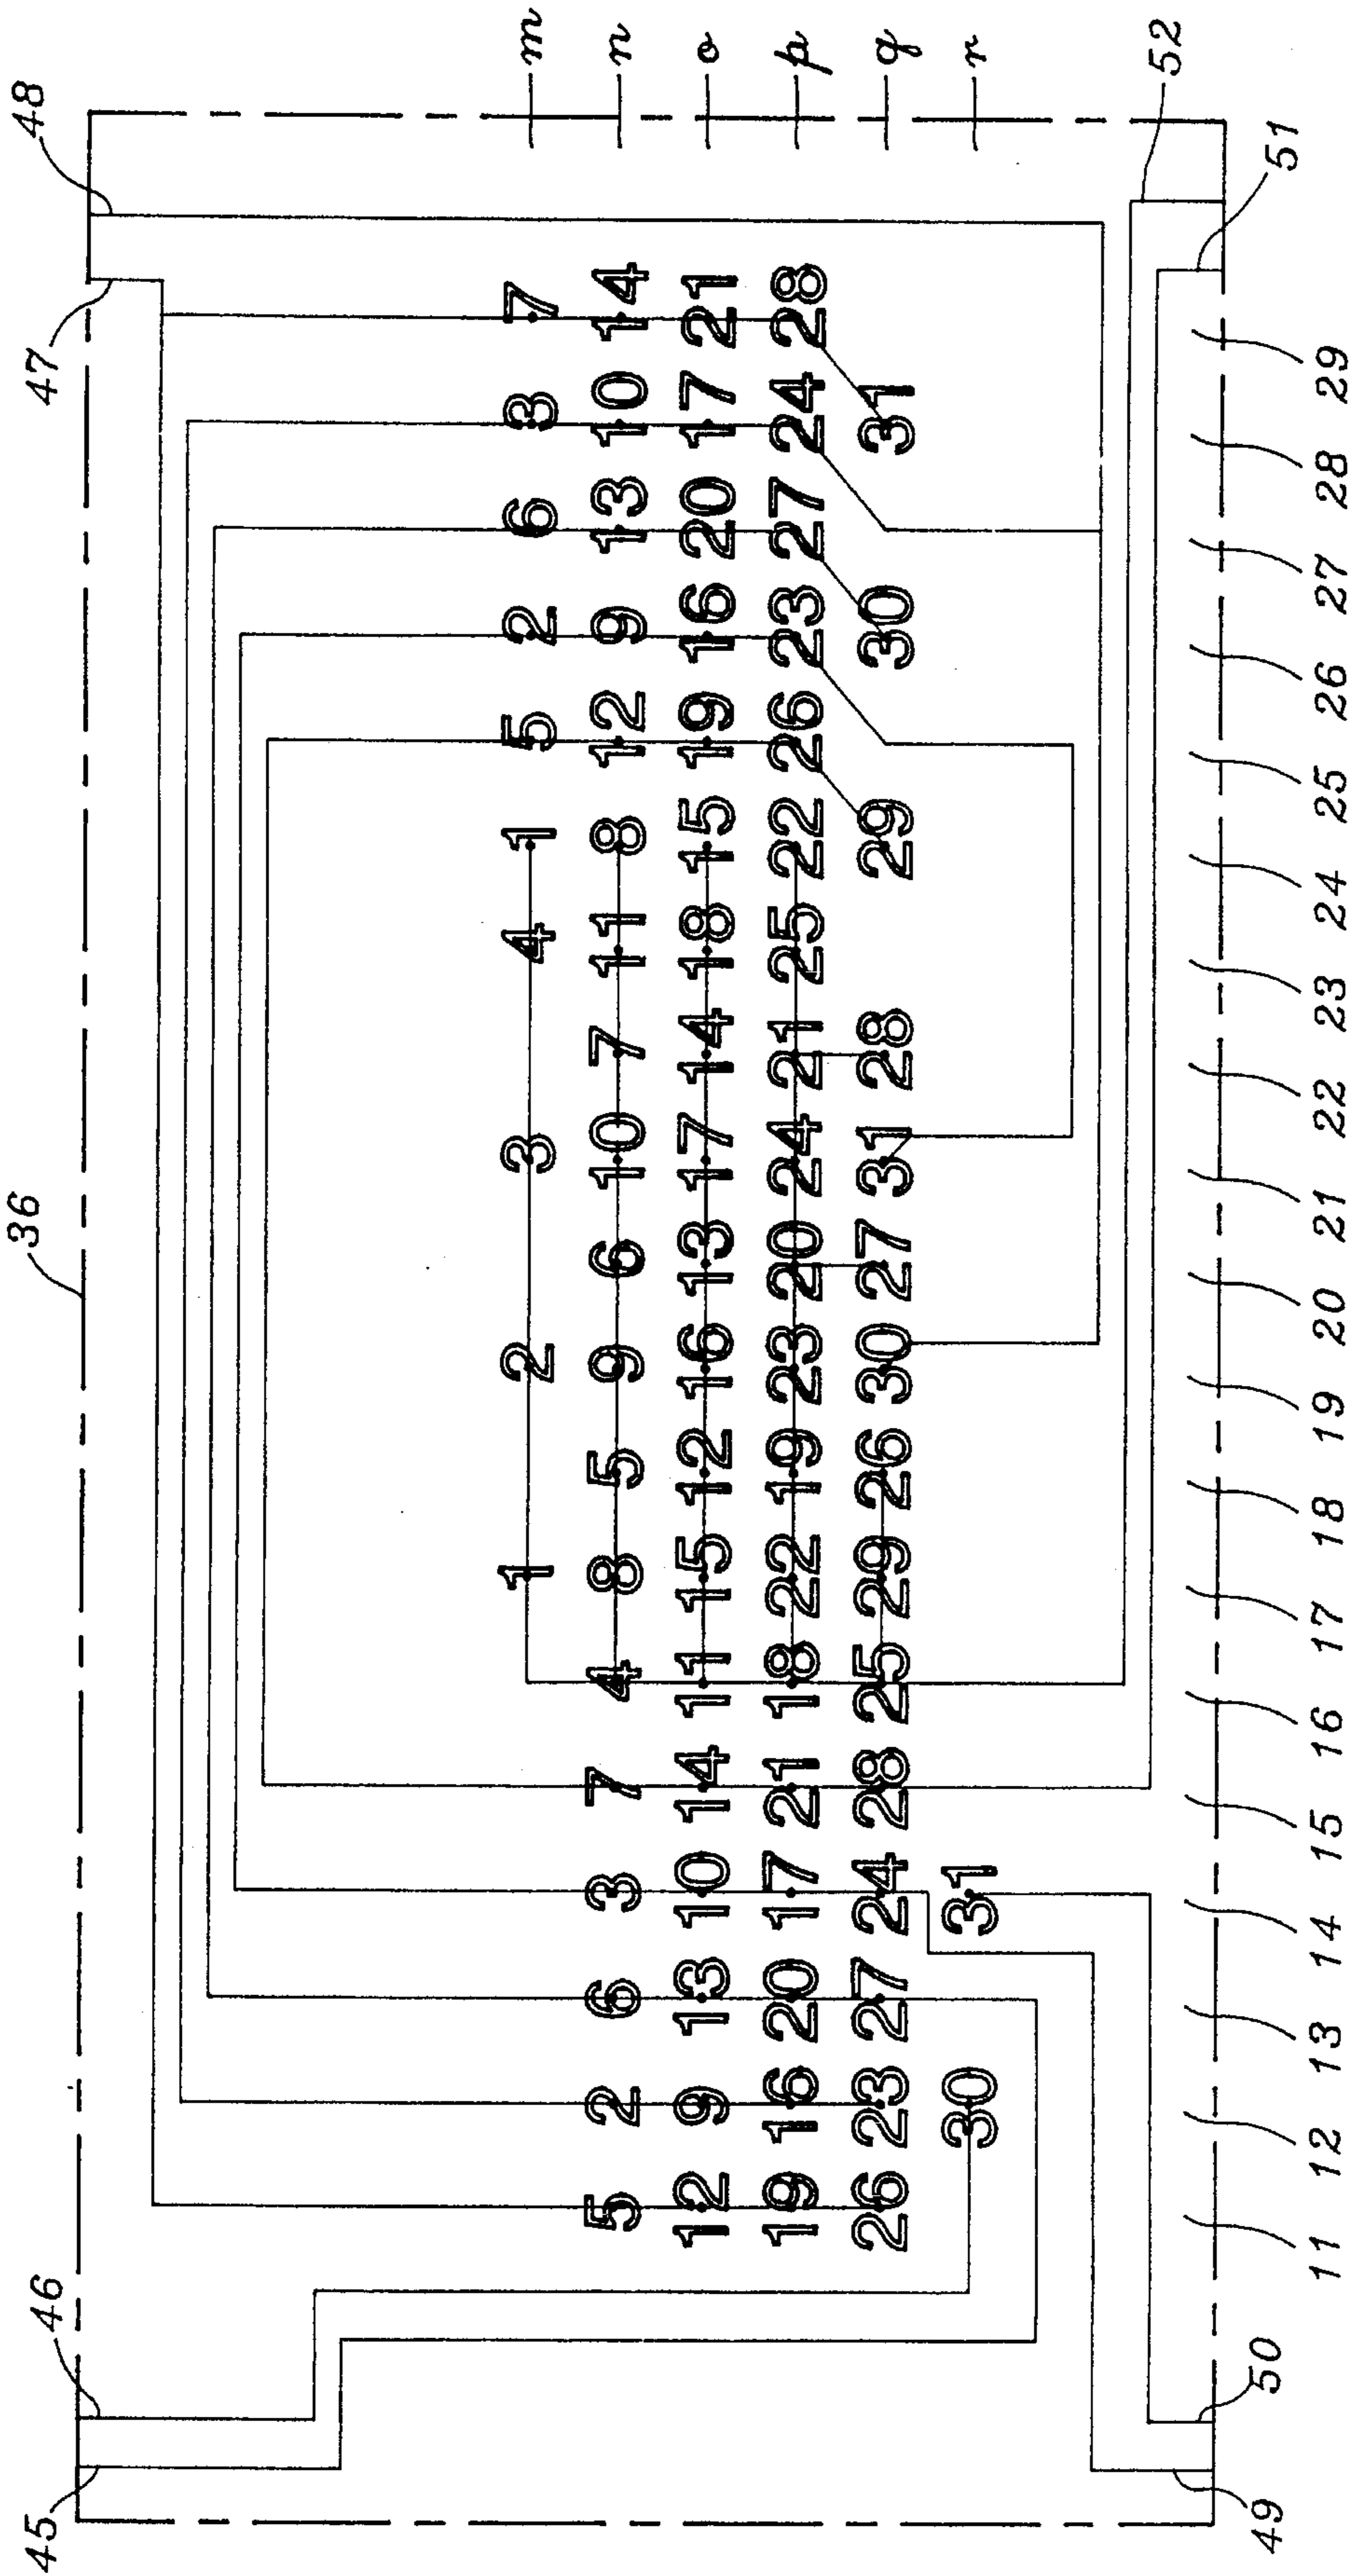 45 46 36 47 48
1 2 3 4 1 5 2 6 3 7 m
5 2 6 3 7 4 8 5 9 6 10 7 11 8 12 9 13 10 14 n
12 9 13 10 14 11 15 12 16 13 17 14 18 15 19 16 20 17 21 o
19 16 20 17 21 18 22 19 23 20 24 21 25 22 26 23 27 24 28 p
26 23 27 24 28 25 29 26 30 27 31 28 29 30 31 q
30 31 r
52
49 50 51
11 12 13 14 15 16 17 18 19 20 21 22 23 24 25 26 27 28 29